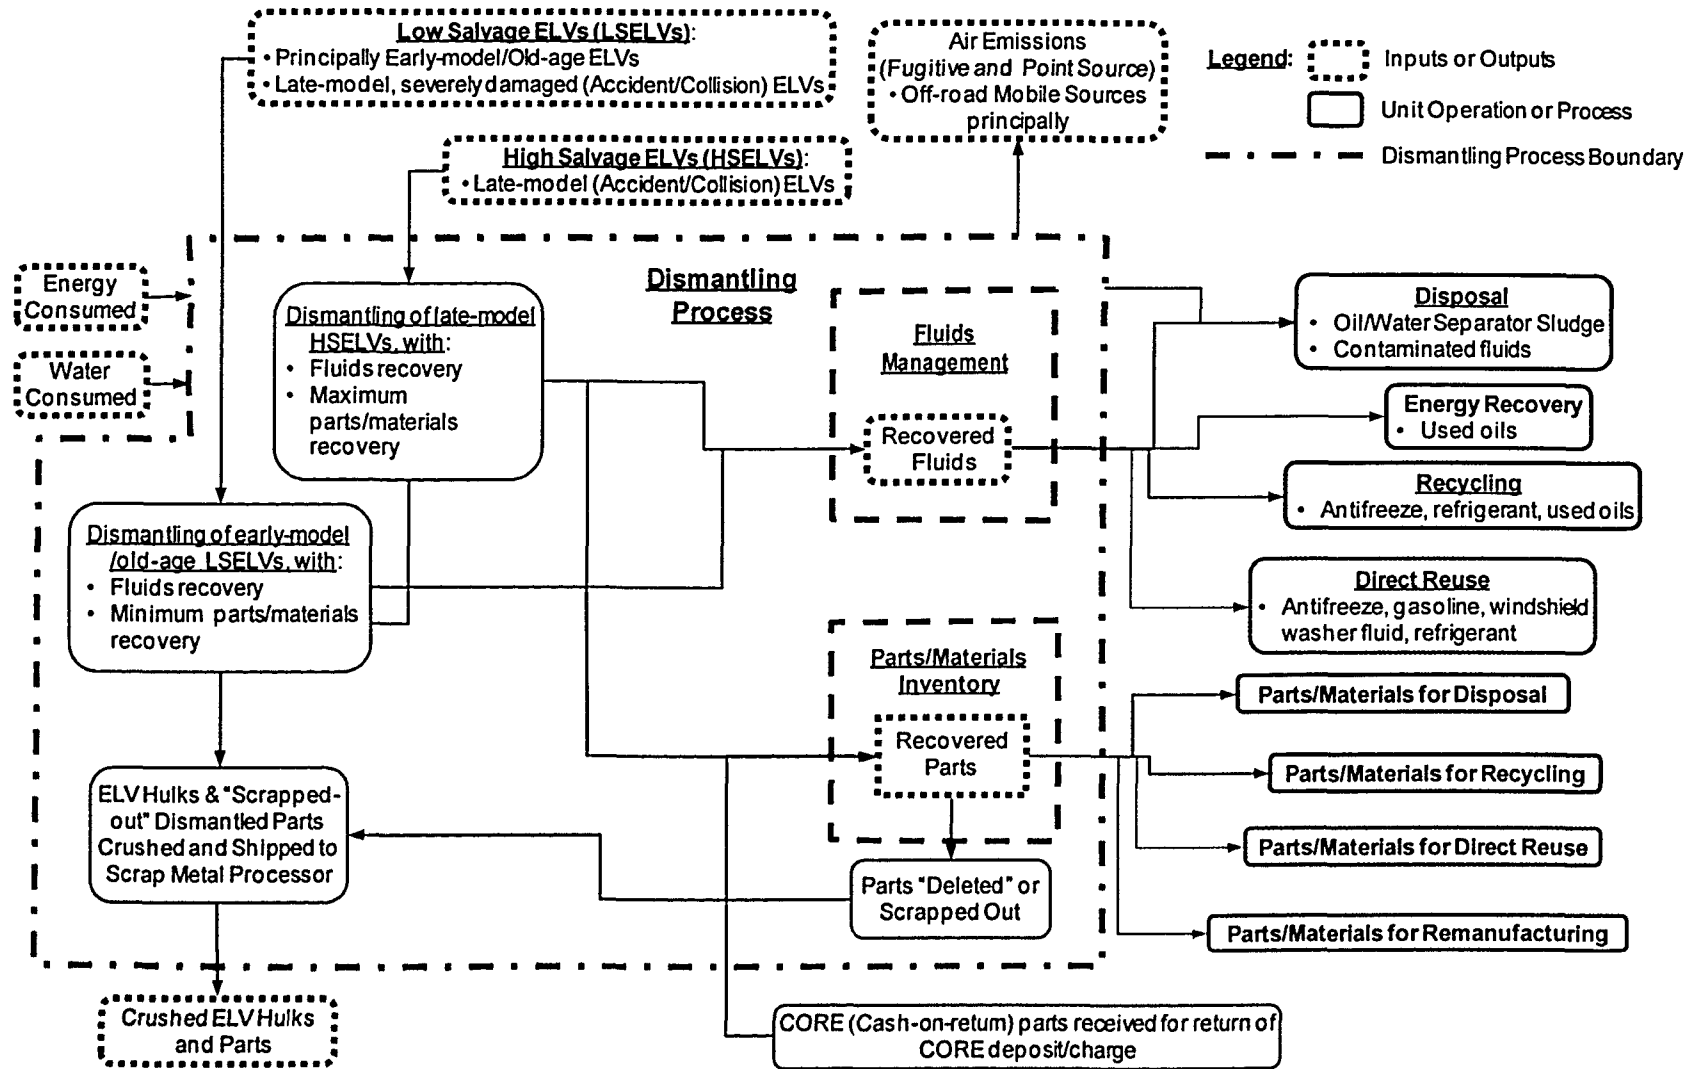 Low Salvage ELVs (LSELVs):
• Principally Early-model/Old-age ELVs
• Late-model, severely damaged (Accident/Collision) ELVs
High Salvage ELVs (HSELVs):
• Late-model (Accident/Collision) ELVs
Air Emissions
(Fugitive and Point Source)
• Off-road Mobile Sources
principally
Legend:
Inputs or Outputs
Unit Operation or Process
Dismantling Process Boundary
Energy
Consumed
Water
Consumed
Dismantling
Process
Dismantling of late-model
HSELVs, with:
• Fluids recovery
• Maximum
parts/materials
recovery
Dismantling of early-model
/old-age LSELVs, with:
• Fluids recovery
• Minimum parts/materials
recovery
Fluids
Management
Recovered
Fluids
Disposal
• Oil/Water Separator Sludge
• Contaminated fluids
Energy Recovery
• Used oils
Recycling
• Antifreeze, refrigerant, used oils
Direct Reuse
• Antifreeze, gasoline, windshield
washer fluid, refrigerant
Parts/Materials
Inventory
Recovered
Parts
Parts/Materials for Disposal
Parts/Materials for Recycling
Parts/Materials for Direct Reuse
Parts/Materials for Remanufacturing
ELV Hulks & "Scrapped-
out" Dismantled Parts
Crushed and Shipped to
Scrap Metal Processor
Parts "Deleted" or
Scrapped Out
Crushed ELV Hulks
and Parts
CORE (Cash-on-return) parts received for return of
CORE deposit/charge